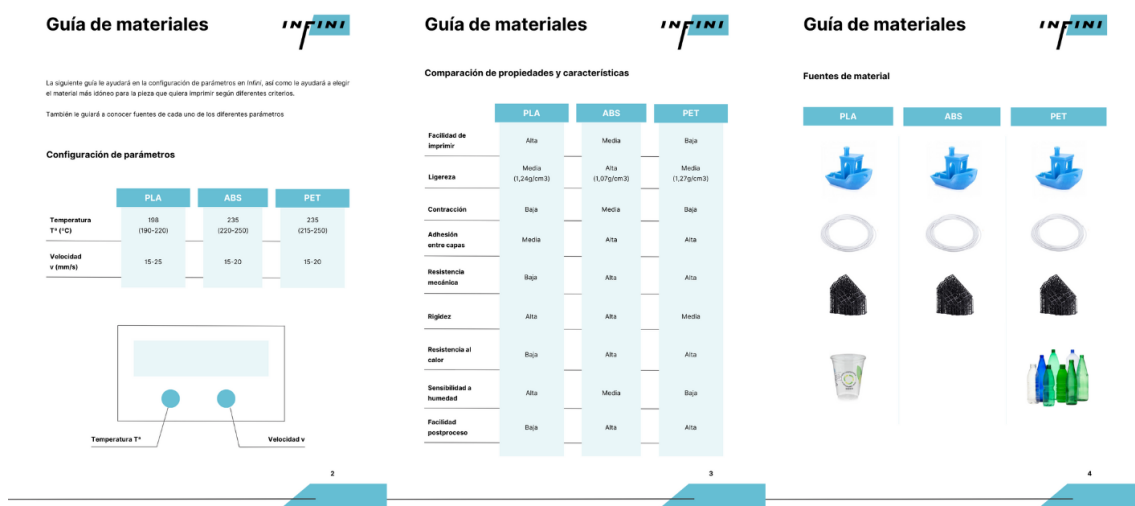 Guía de materiales
INFINI
La siguiente guía le ayudará en la configuración de parámetros en Infini, así como le ayudará a elegir
el material más idóneo para la pieza que quiera imprimir según diferentes criterios.
También le guiará a conocer fuentes de cada uno de los diferentes parámetros
Configuración de parámetros
PLA ABS PET
Temperatura
Tª (ºC)
198 235 235
(190-220) (220-250) (215-250)
Velocidad
v (mm/s)
15-25 15-20 15-20
Temperatura Tª
Velocidad v
2
Guía de materiales
INFINI
Comparación de propiedades y características
PLA ABS PET
Facilidad de
imprimir
Alta Media Baja
Ligereza
Media Alta Media
(1,24g/cm3) (1,07g/cm3) (1,27g/cm3)
Contracción Baja Media Baja
Adhesión
entre capas
Media Alta Alta
Resistencia
mecánica
Baja Alta Alta
Rigidez Alta Alta Media
Resistencia al
calor
Baja Alta Alta
Sensibilidad a
humedad
Alta Media Baja
Facilidad
postproceso
Baja Alta Alta
3
Guía de materiales
INFINI
Fuentes de material
PLA ABS PET
4